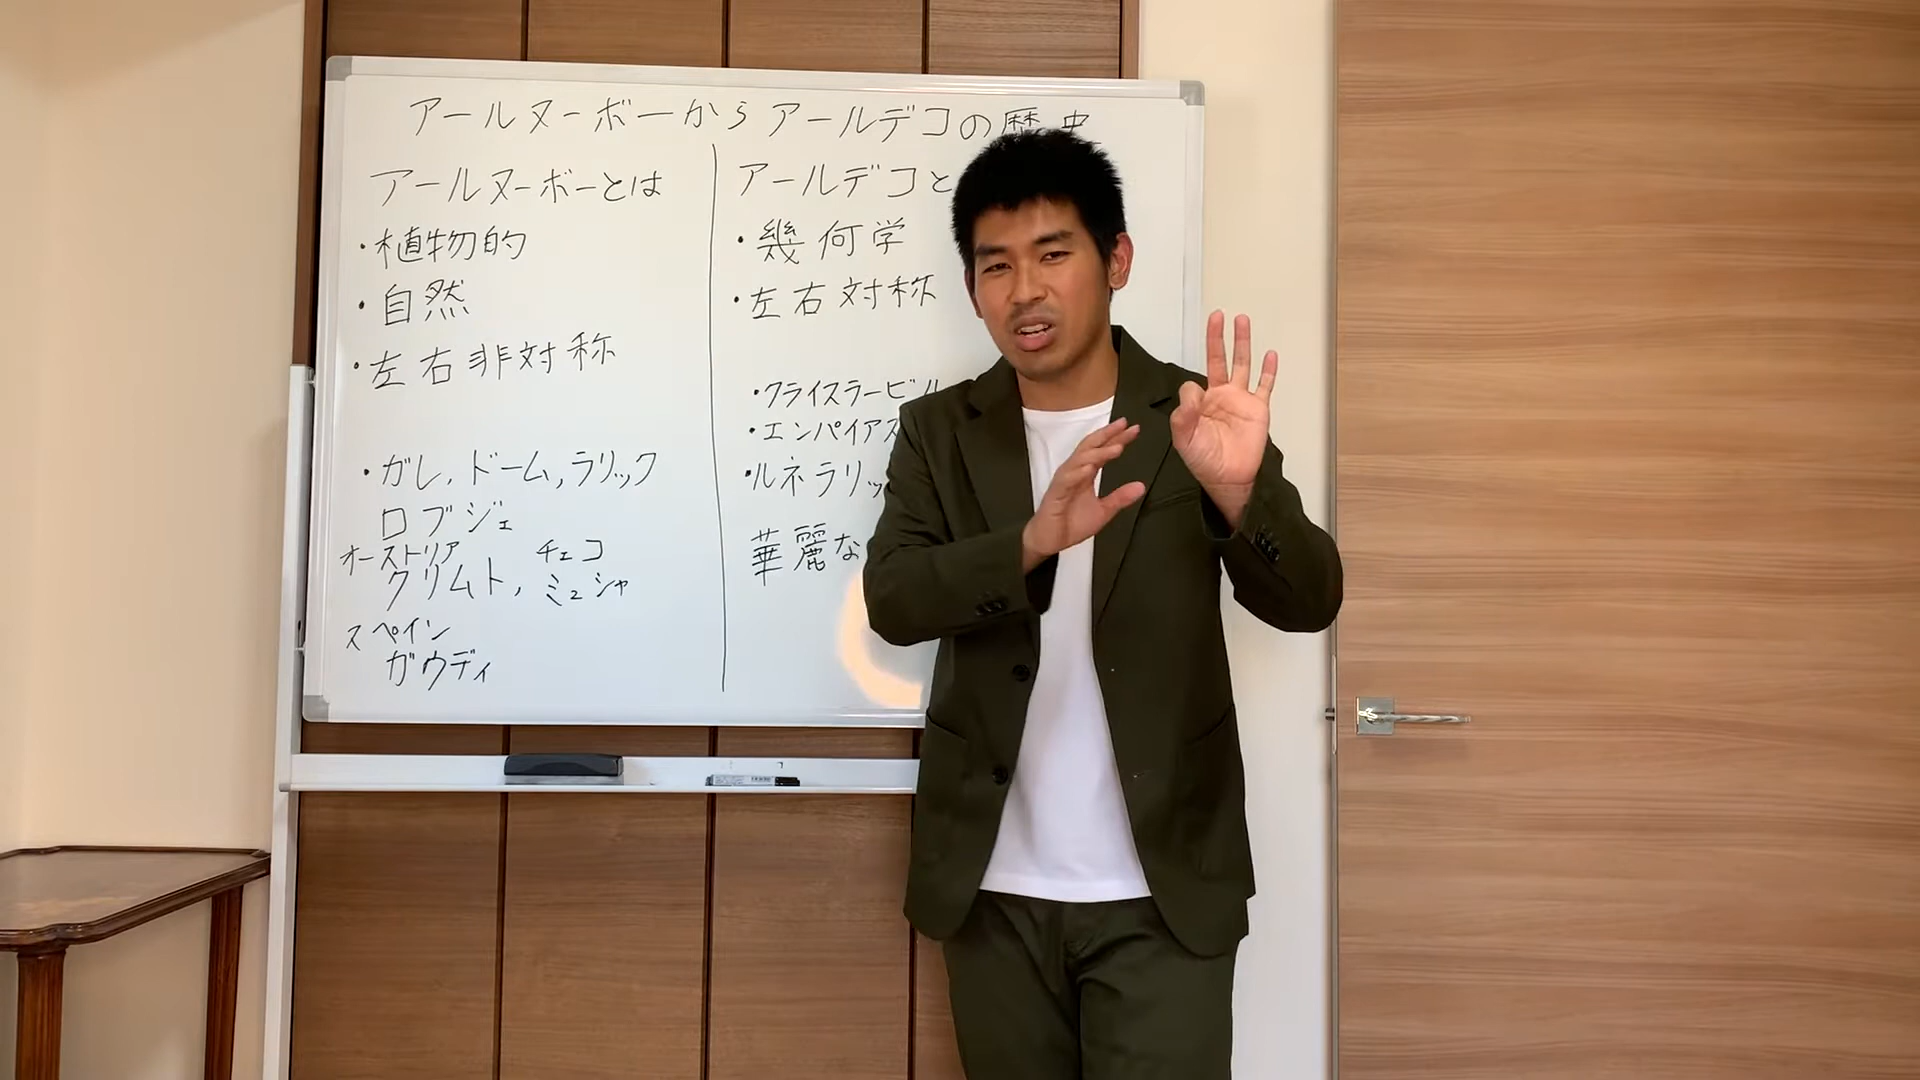 アールヌーボーからアールデコの歴史
アールヌーボーとは
・植物的
・自然
・左右非対称
・ガレ,ドーム,ラリック
ロブジェ
オーストリア チェコ
クリムト, ミュシャ
スペイン
ガウディ
アールデコと
・幾何学
・左右対称
・クライスラービル
・エンパイアス
・ルネラリッ
華麗な